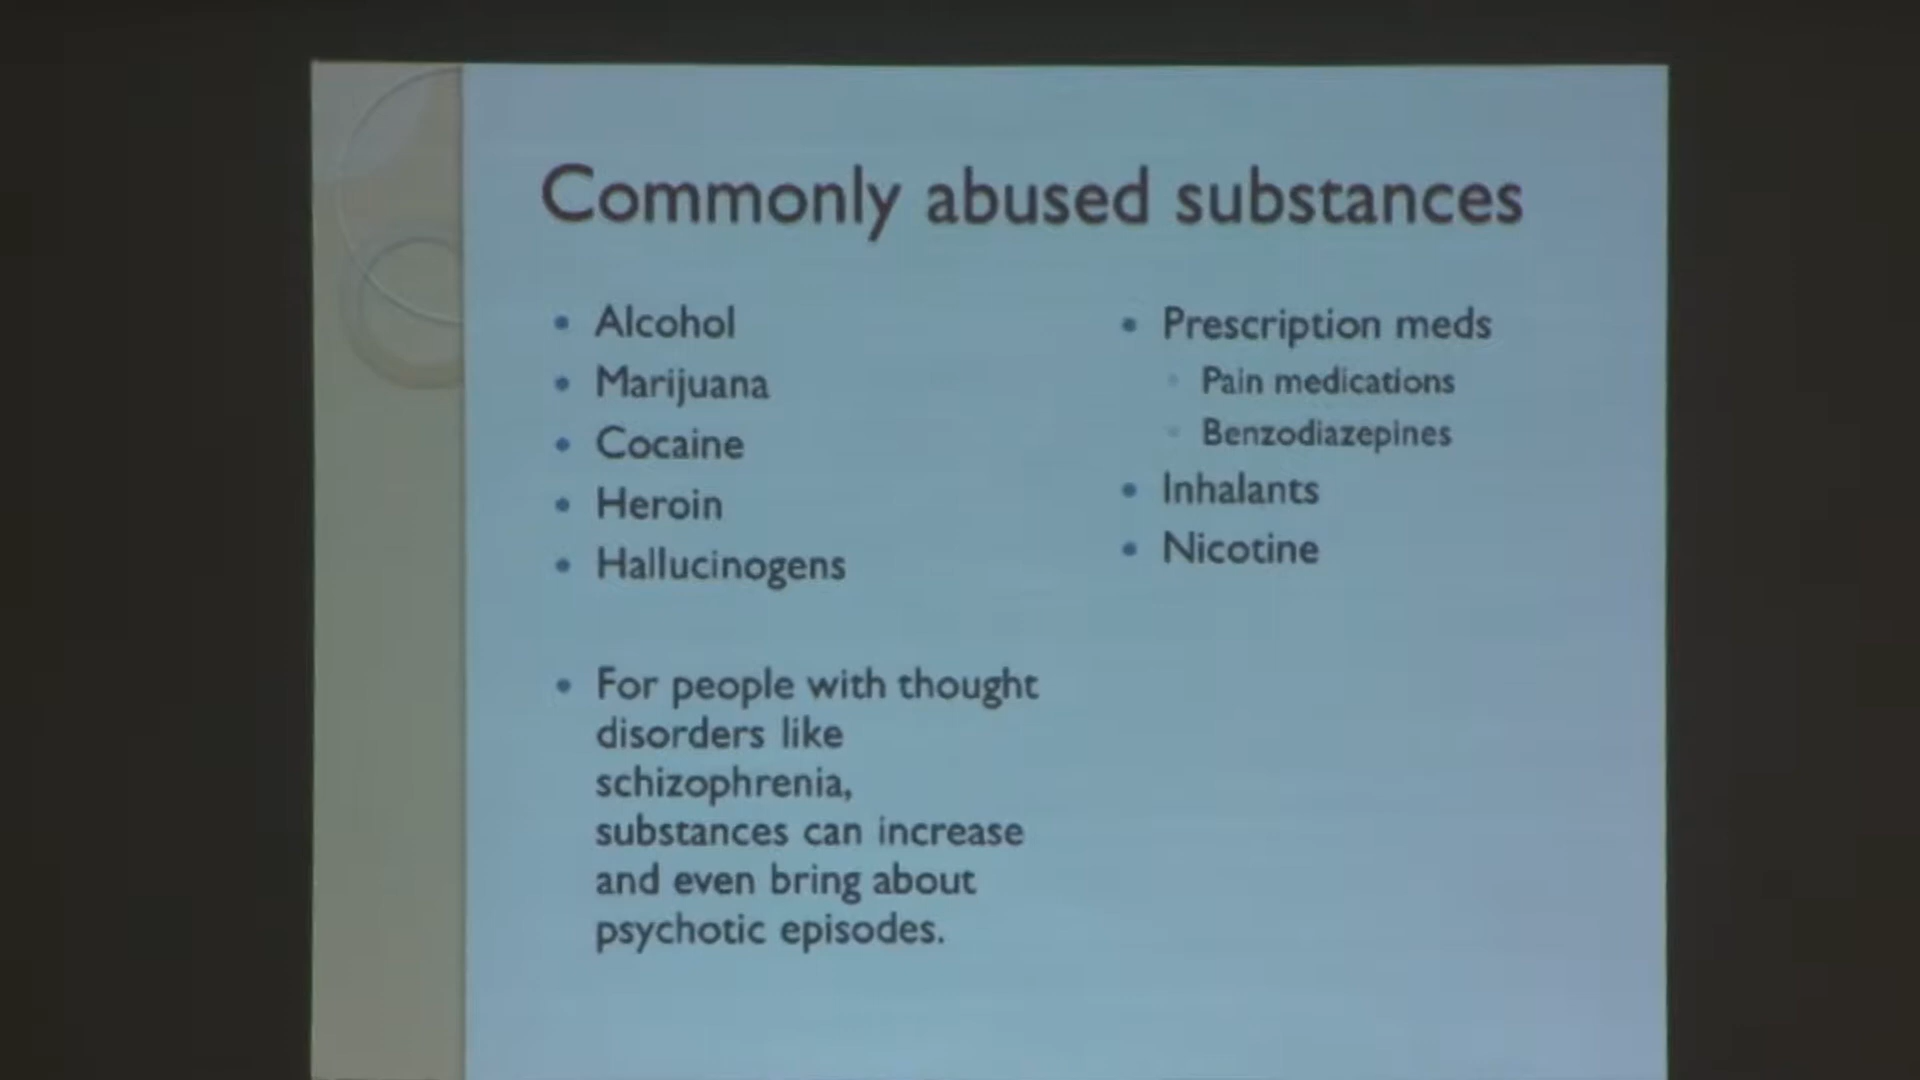 Commonly abused substances
Alcohol
Marijuana
Cocaine
Heroin
Hallucinogens
For people with thought
disorders like
schizophrenia,
substances can increase
and even bring about
psychotic episodes.
Prescription meds
Pain medications
Benzodiazepines
Inhalants
Nicotine